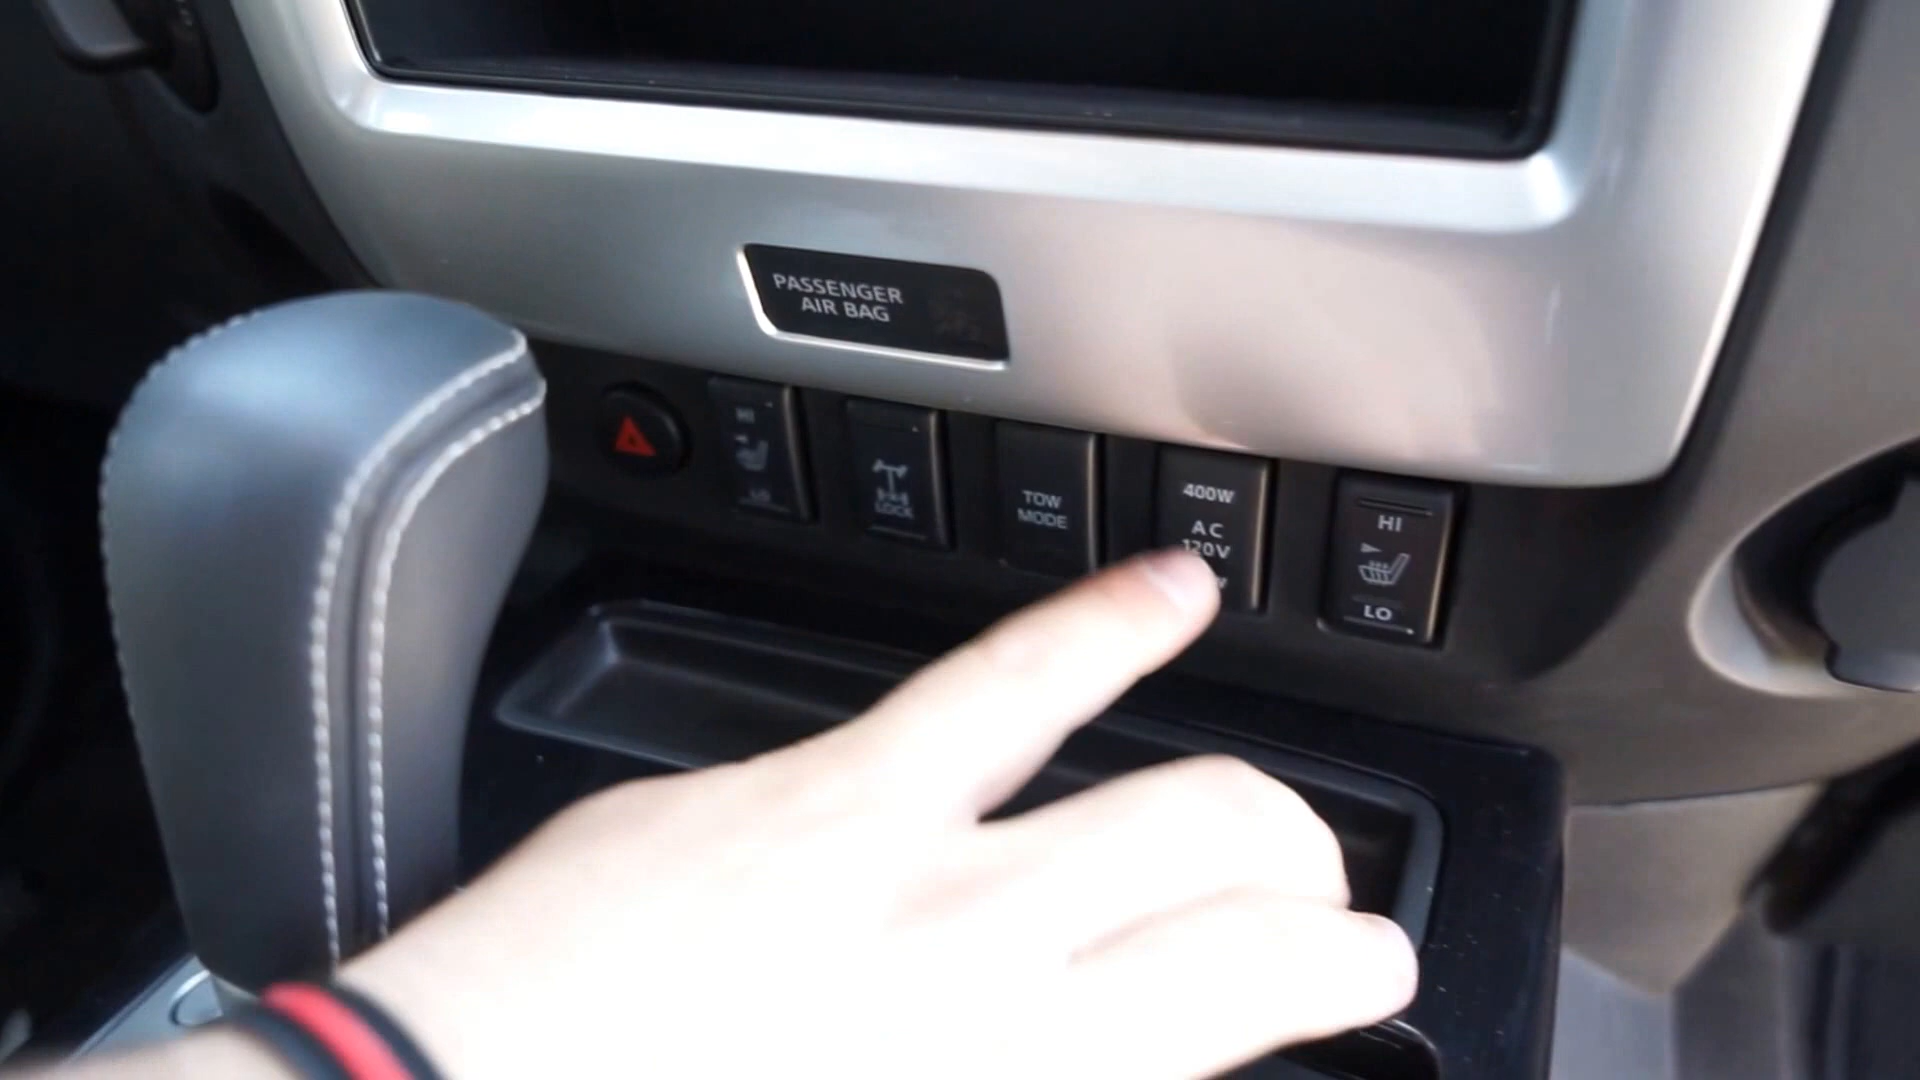 PASSENGER
AIR BAG
HI
LO
LOCK
TOW
MODE
400W
AC
120V
HI
LO